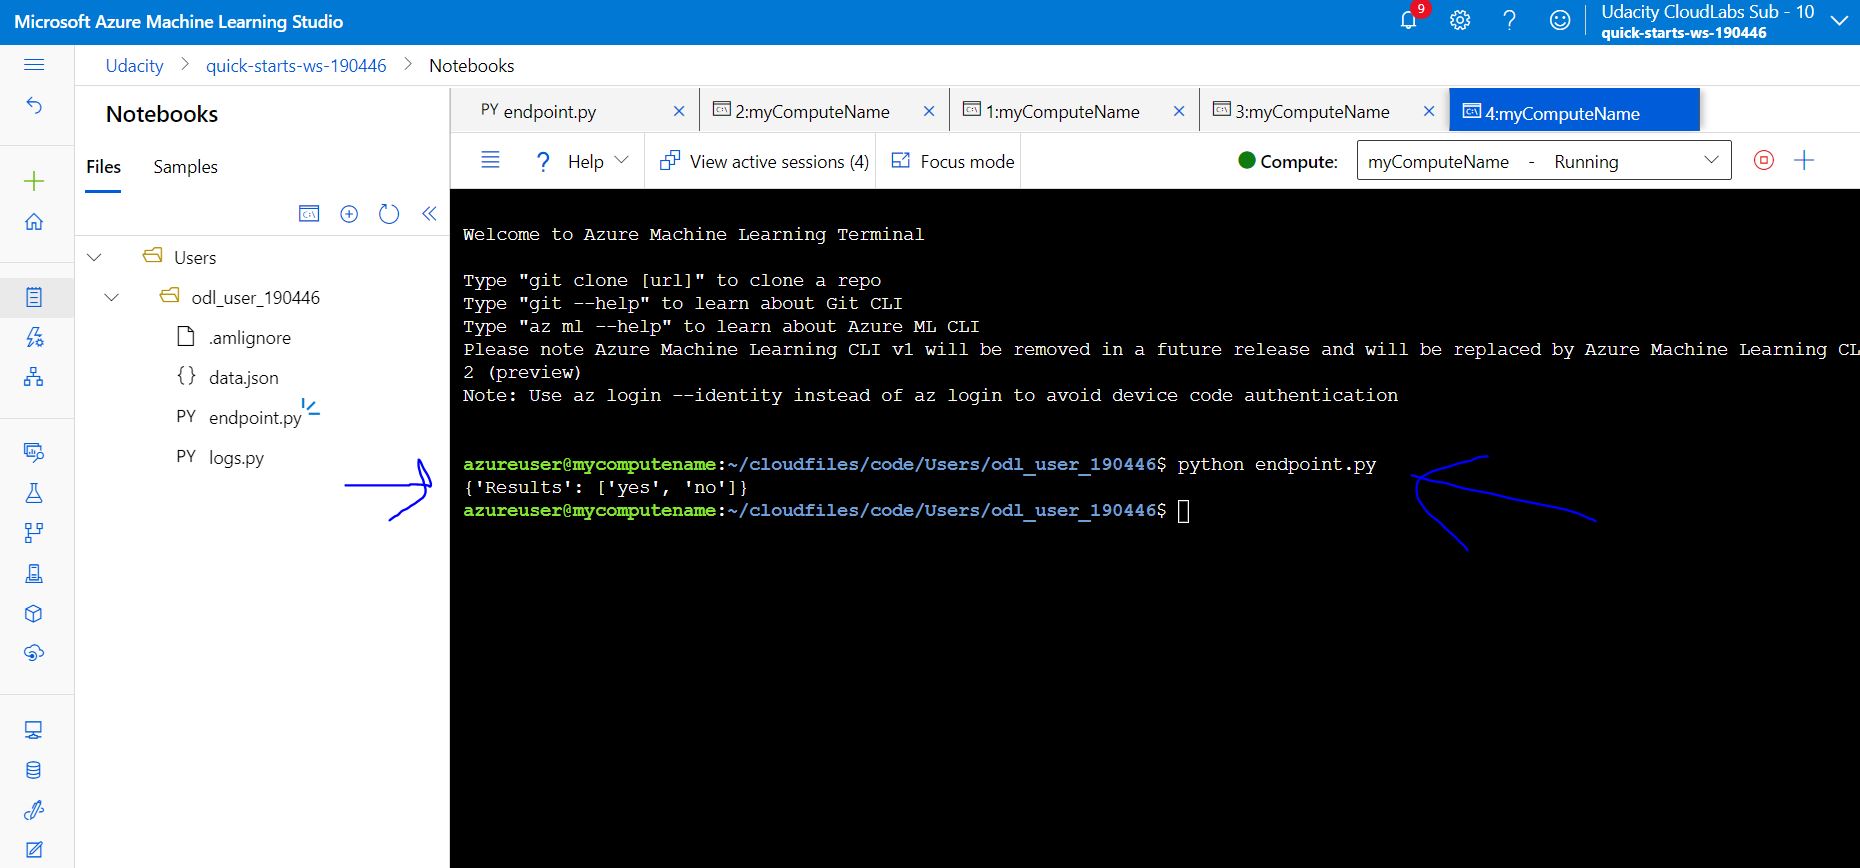 Microsoft Azure Machine Learning Studio
9
Udacity CloudLabs Sub - 10
quick-starts-ws-190446
Udacity > quick-starts-ws-190446 > Notebooks
Notebooks
Files Samples
Users
odl_user_190446
.amlignore
{} data.json
PY endpoint.py
PY logs.py
PY endpoint.py × 2:myComputeName × 1:myComputeName × 3:myComputeName × 4:myComputeName
? Help View active sessions (4) Focus mode Compute: myComputeName - Running
Welcome to Azure Machine Learning Terminal
Type "git clone [url]" to clone a repo
Type "git --help" to learn about Git CLI
Type "az ml --help" to learn about Azure ML CLI
Please note Azure Machine Learning CLI v1 will be removed in a future release and will be replaced by Azure Machine Learning CL
2 (preview)
Note: Use az login --identity instead of az login to avoid device code authentication
azureuser@mycomputename:~/cloudfiles/code/Users/odl_user_190446$ python endpoint.py
{'Results': ['yes', 'no']}
azureuser@mycomputename:~/cloudfiles/code/Users/odl_user_190446$